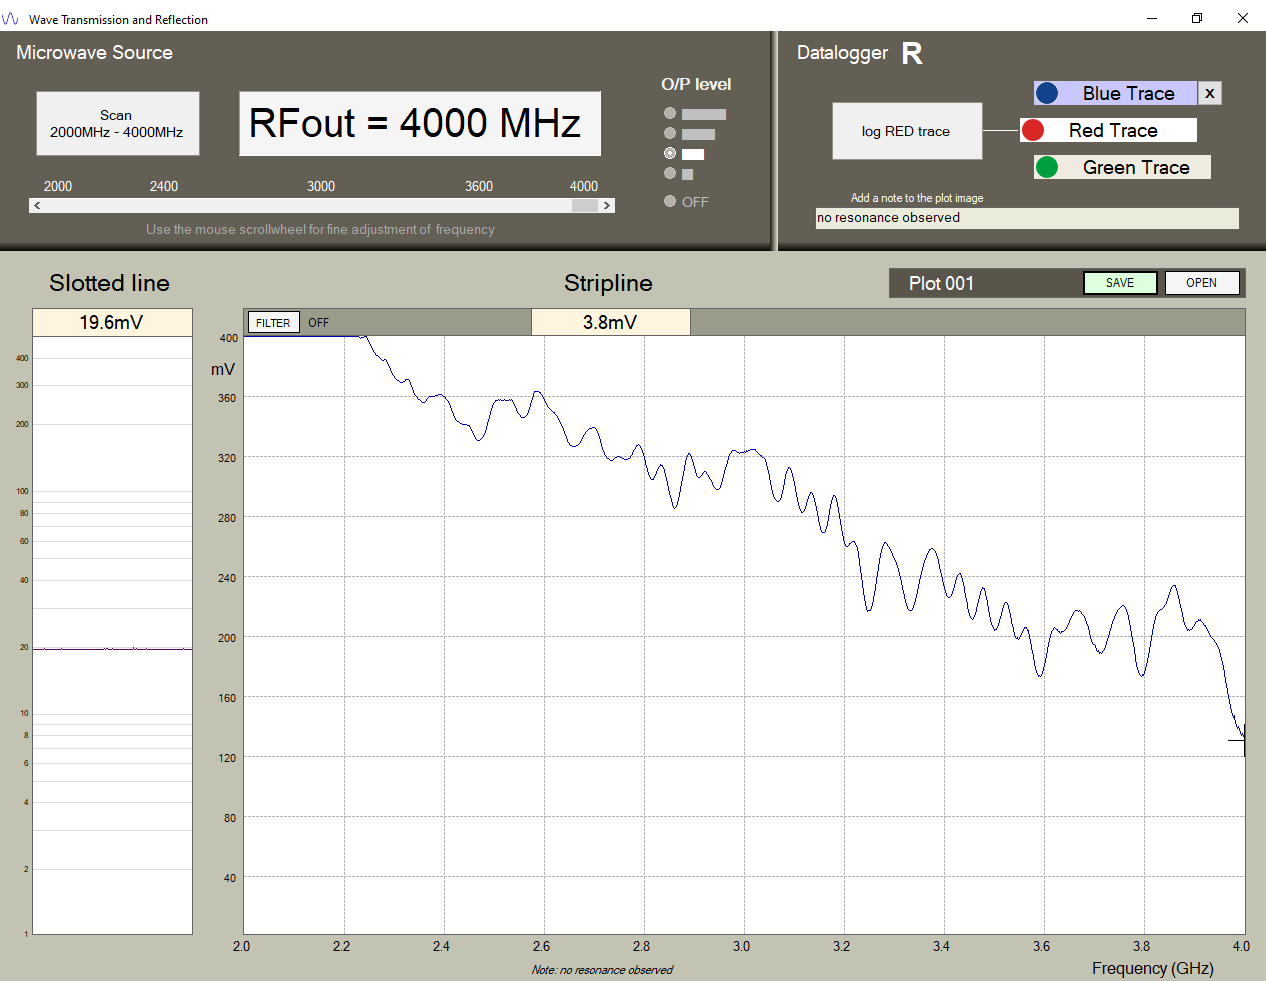 Wave Transmission and Reflection
Microwave Source
Scan
2000MHz - 4000MHz
RFout = 4000 MHz
O/P level
OFF
2000 2400 3000 3600 4000
Use the mouse scrollwheel for fine adjustment of frequency
Datalogger R
log RED trace
Blue Trace X
Red Trace
Green Trace
Add a note to the plot image
no resonance observed
Slotted line
19.6mV
400
300
200
100
80
60
40
20
10
8
6
4
2
1
Stripline
Plot 001 SAVE OPEN
FILTER OFF 3.8mV
400
mV
360
320
280
240
200
160
120
80
40
2.0 2.2 2.4 2.6 2.8 3.0 3.2 3.4 3.6 3.8 4.0
Note: no resonance observed
Frequency (GHz)